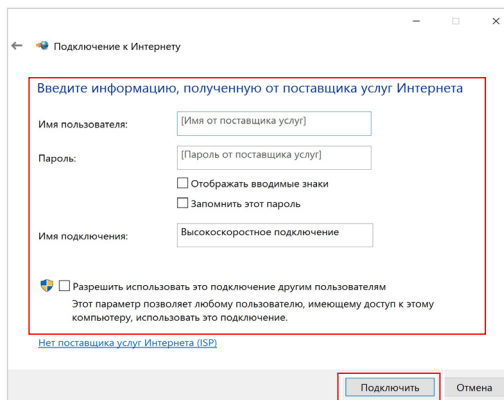 Подключение к Интернету
Введите информацию, полученную от поставщика услуг Интернета
Имя пользователя: [Имя от поставщика услуг]
Пароль: [Пароль от поставщика услуг]
Отображать вводимые знаки
Запомнить этот пароль
Имя подключения: Высокоскоростное подключение
Разрешить использовать это подключение другим пользователям
Этот параметр позволяет любому пользователю, имеющему доступ к этому
компьютеру, использовать это подключение.
Нет поставщика услуг Интернета (ISP)
Подключить Отмена